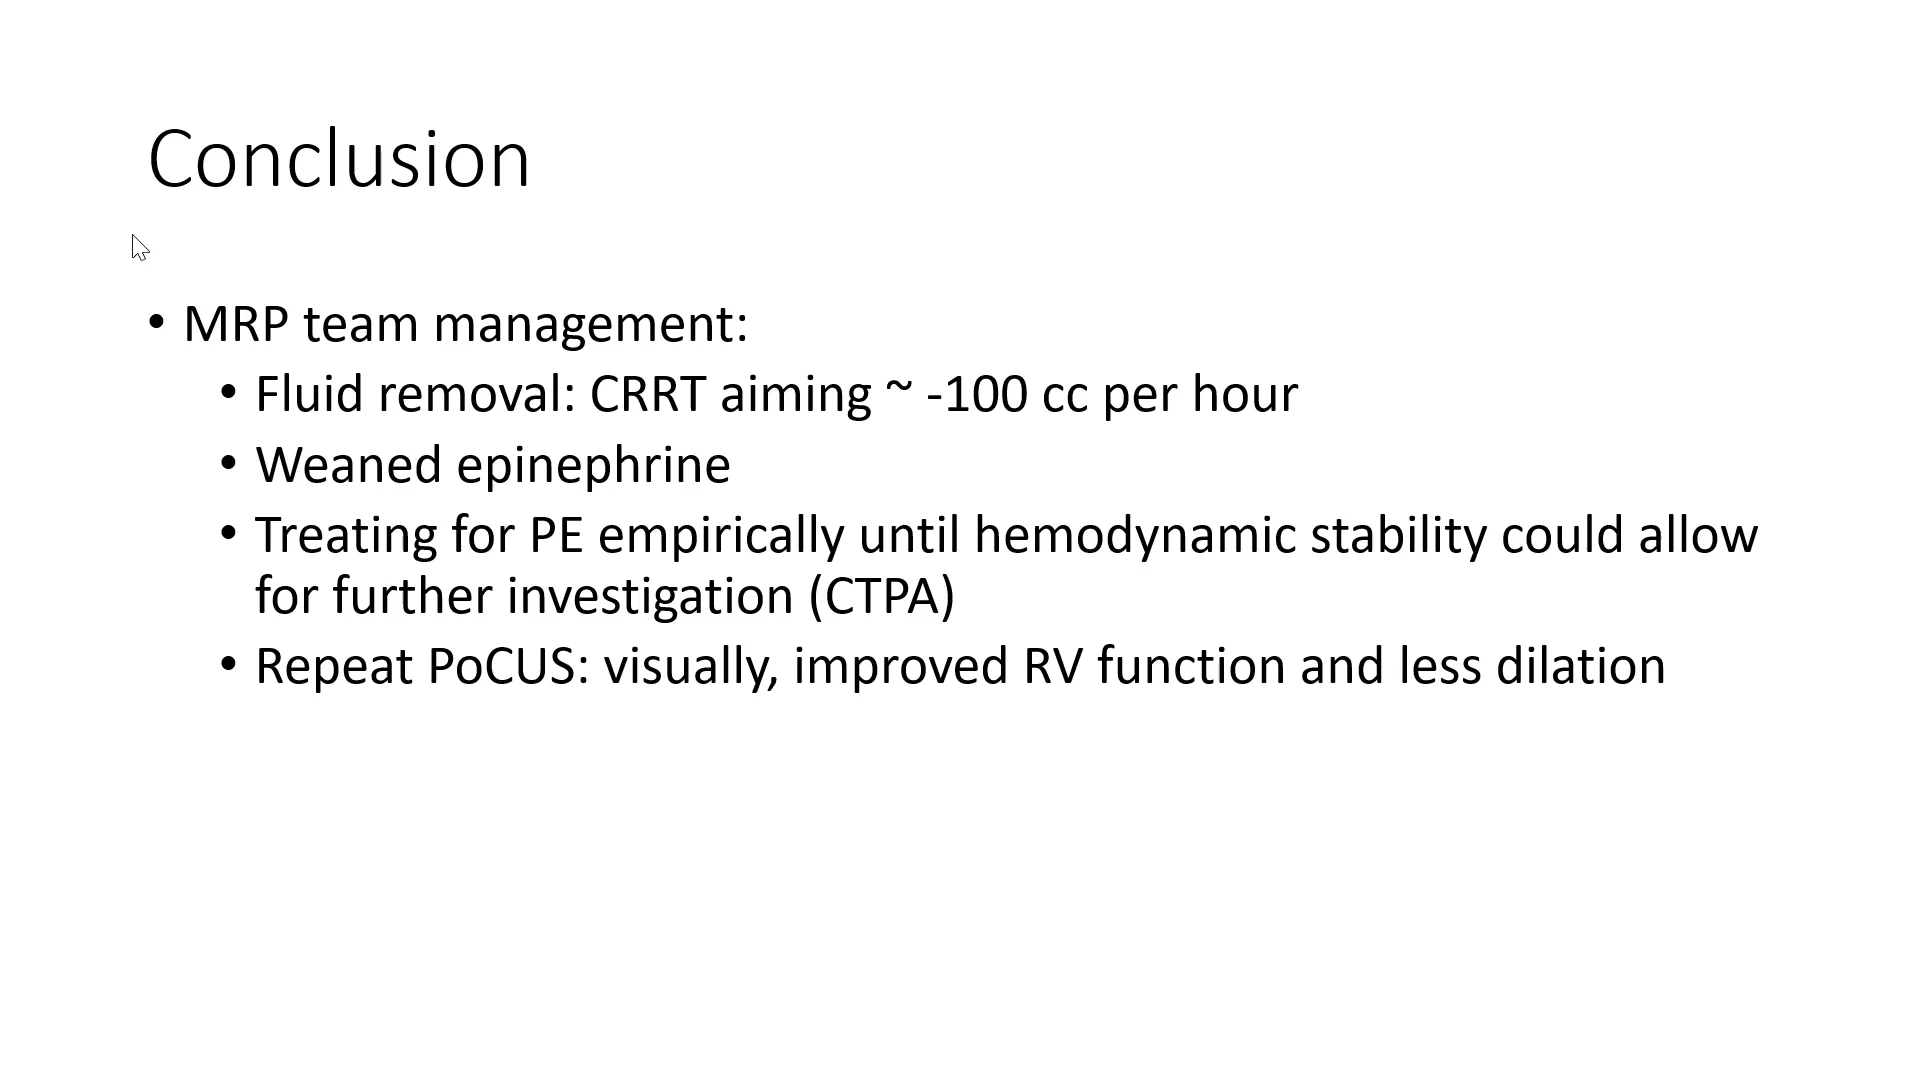 Conclusion
• MRP team management:
• Fluid removal: CRRT aiming ~ -100 cc per hour
• Weaned epinephrine
• Treating for PE empirically until hemodynamic stability could allow
for further investigation (CTPA)
• Repeat PoCUS: visually, improved RV function and less dilation